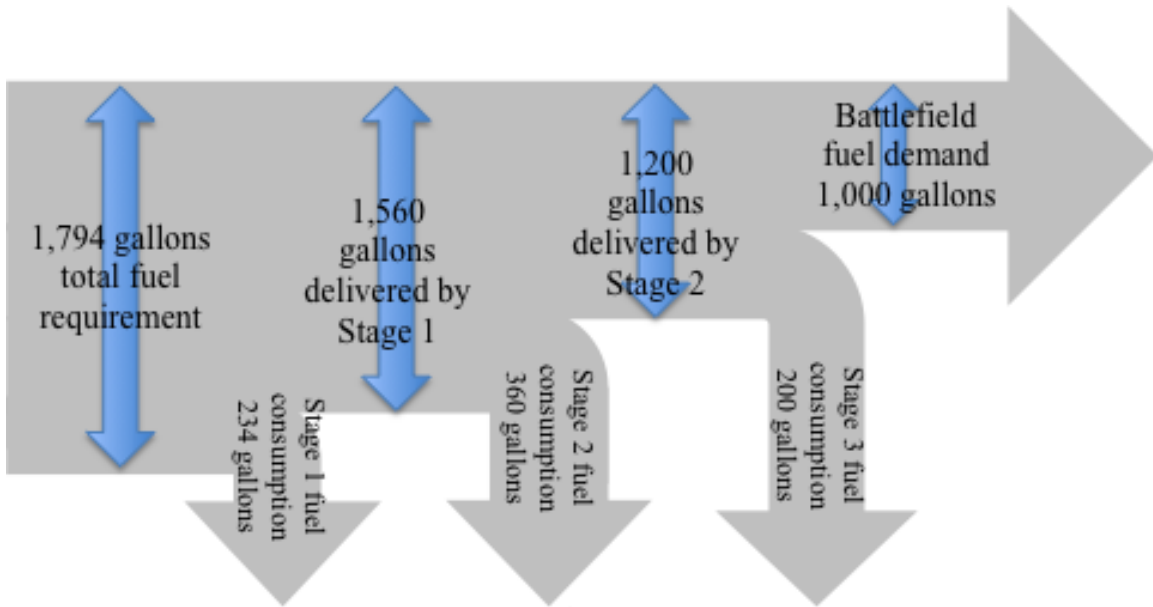 1,794 gallons
total fuel
requirement
1,560
gallons
delivered by
Stage 1
1,200
gallons
delivered by
Stage 2
Battlefield
fuel demand
1,000 gallons
Stage 1 fuel
consumption
234 gallons
Stage 2 fuel
consumption
360 gallons
Stage 3 fuel
consumption
200 gallons